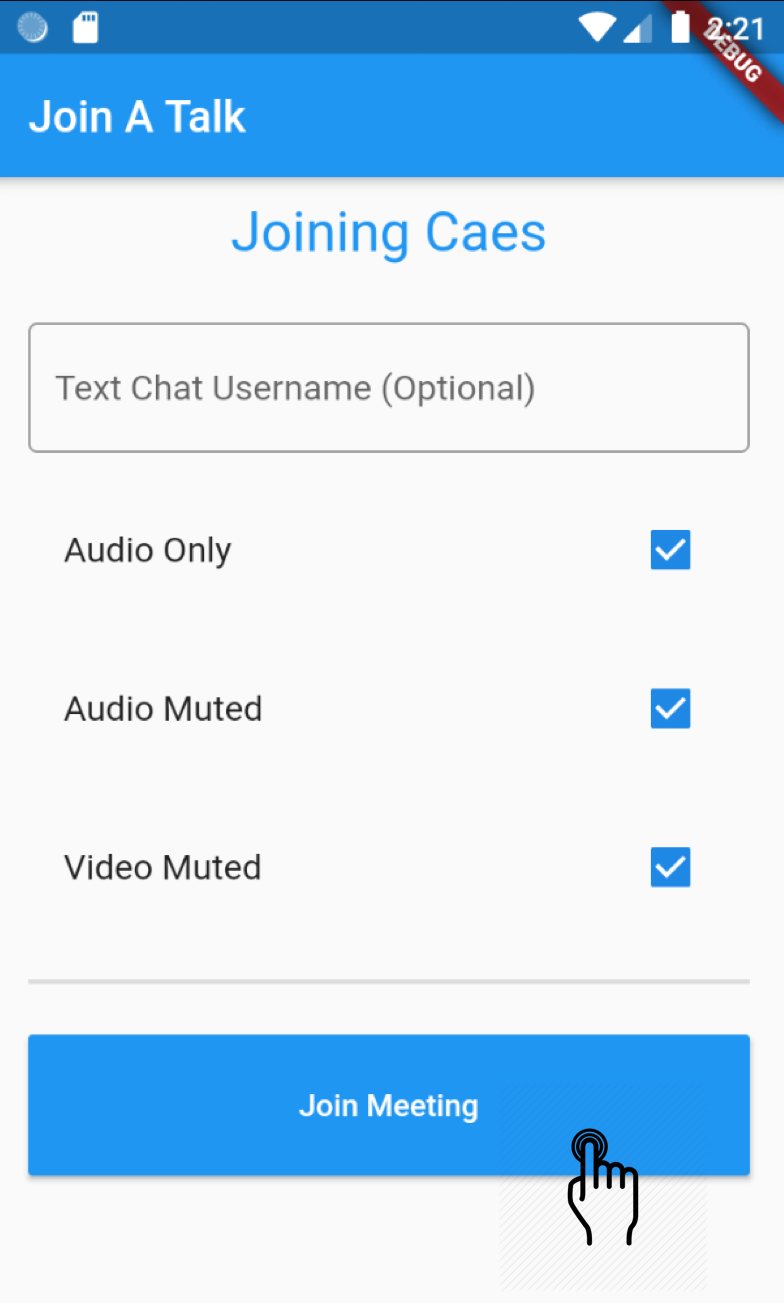 2:21
DEBUG
Join A Talk
Joining Caes
Text Chat Username (Optional)
Audio Only
Audio Muted
Video Muted
Join Meeting